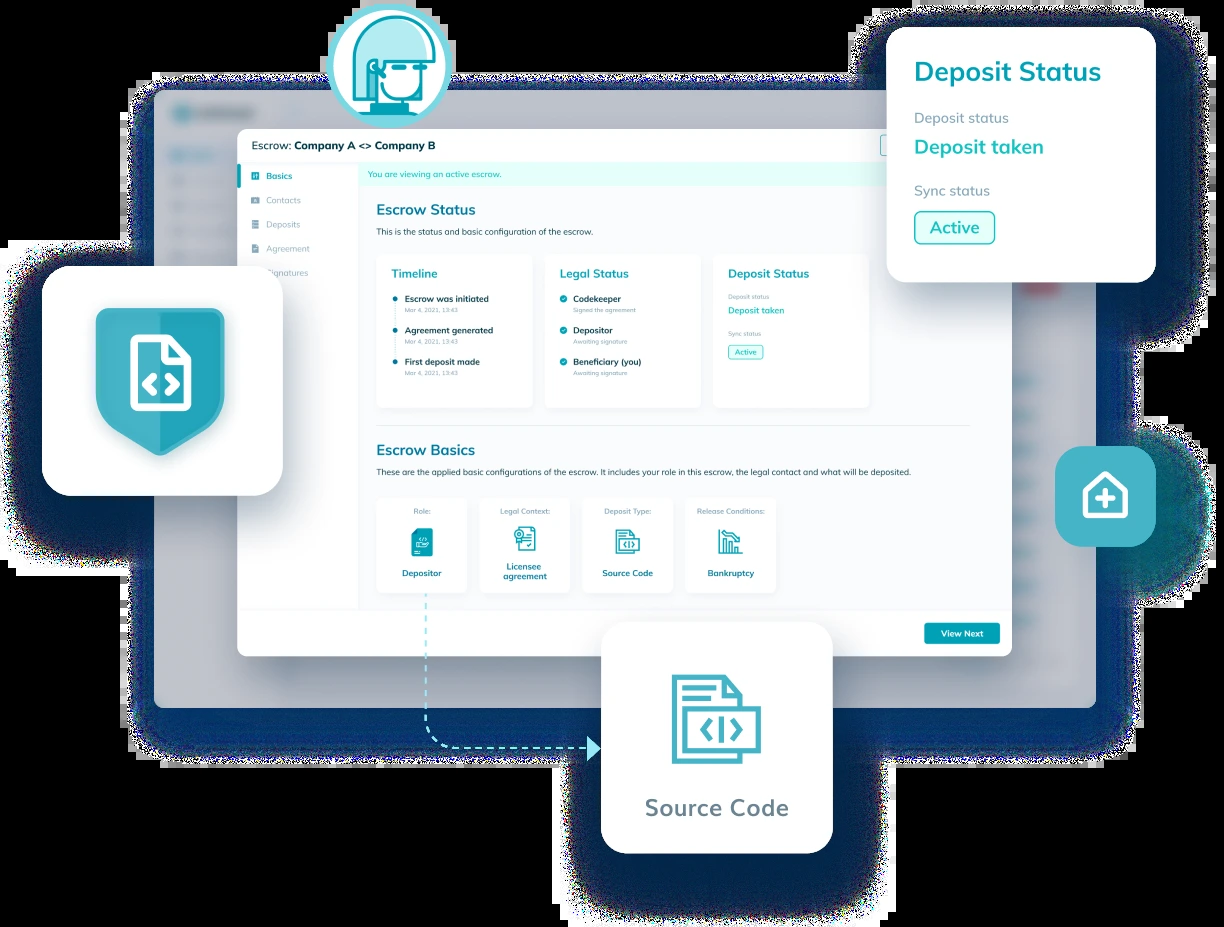 Escrow: Company A <> Company B
Basics
Contacts
Deposits
Agreement
ignatures
You are viewing an active escrow.
Escrow Status
This is the status and basic configuration of the escrow.
Timeline
Escrow was initiated
Mar 4, 2021, 13:43
Agreement generated
Mar 4, 2021, 13:43
First deposit made
Mar 4, 2021, 13:43
Legal Status
Codekeeper
Signed the agreement
Depositor
Awaiting signature
Beneficiary (you)
Awaiting signature
Deposit Status
Deposit status
Deposit taken
Sync status
Active
Escrow Basics
These are the applied basic configurations of the escrow. It includes your role in this escrow, the legal contact and what will be deposited.
Role:
Depositor
Legal Context:
Licensee
agreement
Deposit Type:
Source Code
Release Conditions:
Bankruptcy
View Next
Deposit Status
Deposit status
Deposit taken
Sync status
Active
Source Code